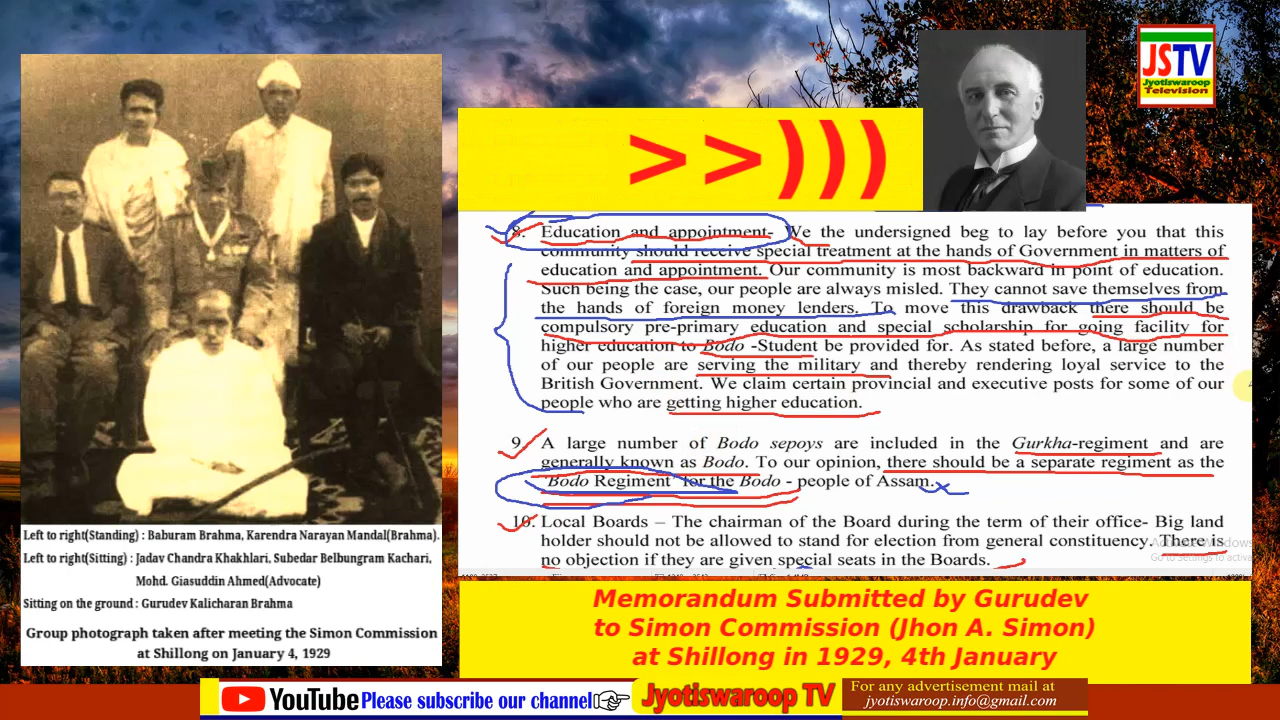 JSTV
Jyotiswaroop
Television
>>)))
8. Education and appointment- We the undersigned beg to lay before you that this
community should receive special treatment at the hands of Government in matters of
education and appointment. Our community is most backward in point of education.
Such being the case, our people are always misled. They cannot save themselves from
the hands of foreign money lenders. To move this drawback there should be
compulsory pre-primary education and special scholarship for going facility for
higher education to Bodo -Student be provided for. As stated before, a large number
of our people are serving the military and thereby rendering loyal service to the
British Government. We claim certain provincial and executive posts for some of our
people who are getting higher education.
9. A large number of Bodo sepoys are included in the Gurkha-regiment and are
generally known as Bodo. To our opinion, there should be a separate regiment as the
'Bodo Regiment' for the Bodo - people of Assam.
10. Local Boards – The chairman of the Board during the term of their office- Big land
holder should not be allowed to stand for election from general constituency. There is
no objection if they are given special seats in the Boards.
Left to right(Standing) : Baburam Brahma, Karendra Narayan Mandal(Brahma).
Left to right(Sitting) : Jadav Chandra Khakhlari, Subedar Belbungram Kachari,
Mohd. Giasuddin Ahmed(Advocate)
Sitting on the ground : Gurudev Kalicharan Brahma
Group photograph taken after meeting the Simon Commission
at Shillong on January 4, 1929
Memorandum Submitted by Gurudev
to Simon Commission (Jhon A. Simon)
at Shillong in 1929, 4th January
YouTube Please subscribe our channel Jyotiswaroop TV
For any advertisement mail at
jyotiswaroop.info@gmail.com